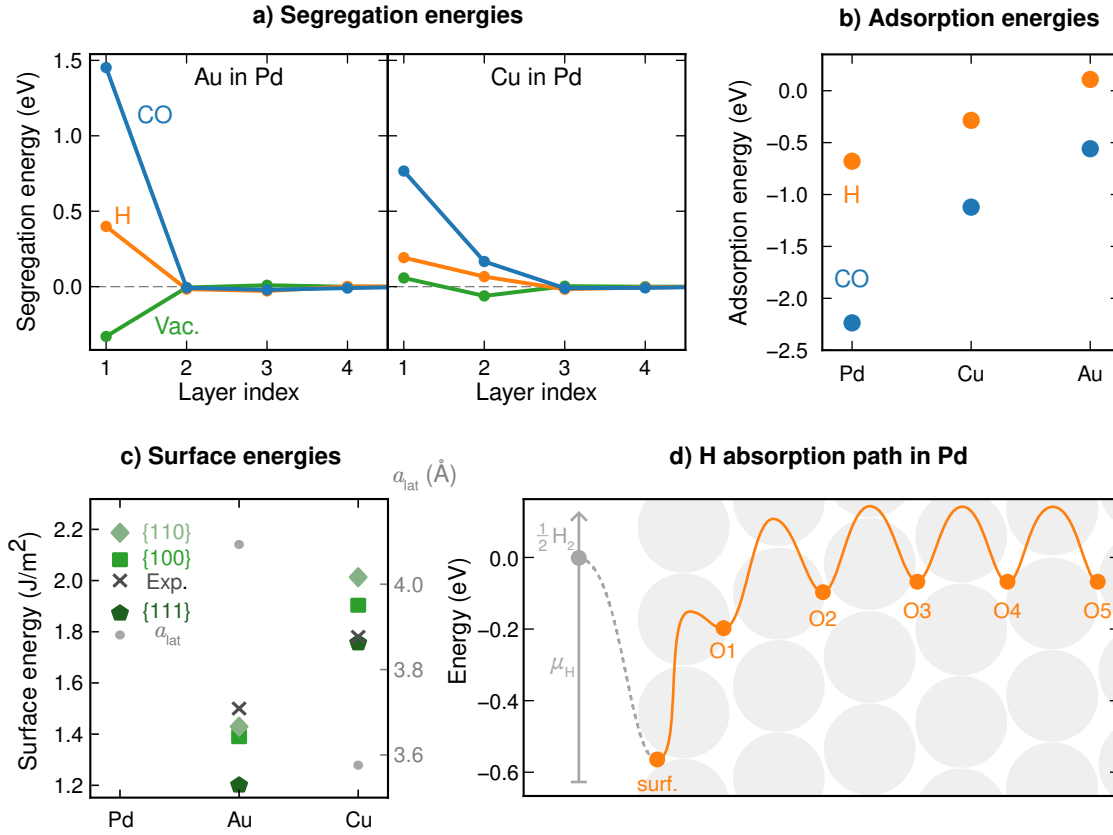 a) Segregation energies
Segregation energy (eV)
1.5
1.0
0.5
0.0
Au in Pd
CO
H
Vac.
1 2 3 4
Layer index
Cu in Pd
1 2 3 4
Layer index
b) Adsorption energies
Adsorption energy (eV)
0.0
−0.5
−1.0
−1.5
−2.0
−2.5
H
CO
Pd Cu Au
c) Surface energies
Surface energy (J/m²)
2.2
2.0
1.8
1.6
1.4
1.2
{110}
{100}
Exp.
{111}
a_lat
a_lat (Å)
4.0
3.8
3.6
Pd Au Cu
d) H absorption path in Pd
Energy (eV)
0.0
−0.2
−0.4
−0.6
½H₂
μ_H
surf.
O1
O2
O3
O4
O5